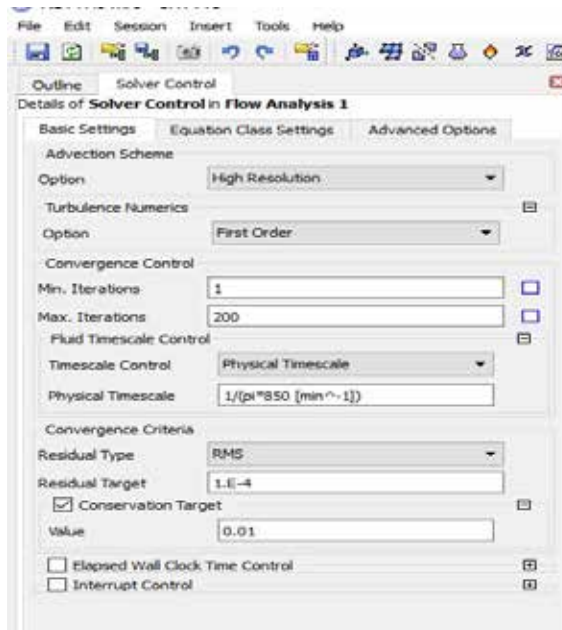 File Edit Session Insert Tools Help
Outline Solver Control
Details of Solver Control in Flow Analysis 1
Basic Settings Equation Class Settings Advanced Options
Advection Scheme
Option High Resolution
Turbulence Numerics
Option First Order
Convergence Control
Min. Iterations 1
Max. Iterations 200
Fluid Timescale Control
Timescale Control Physical Timescale
Physical Timescale 1/(pi*850 [min^-1])
Convergence Criteria
Residual Type RMS
Residual Target 1.E-4
Conservation Target
Value 0.01
Elapsed Wall Clock Time Control
Interrupt Control